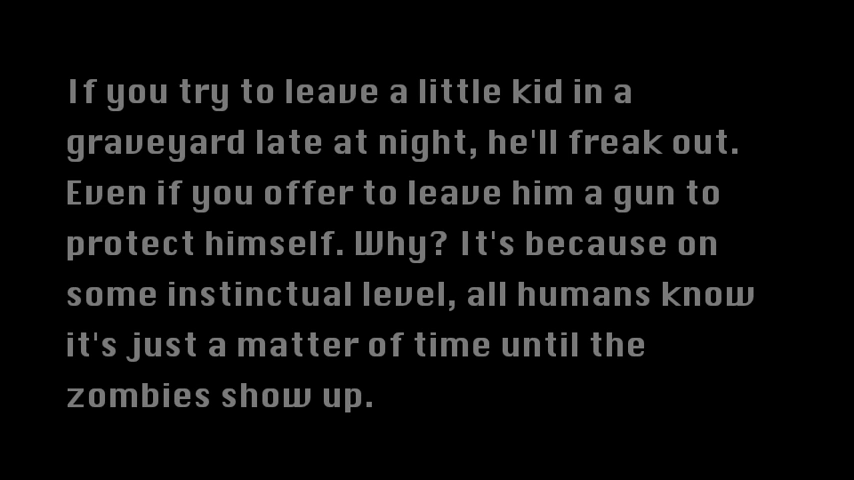 If you try to leave a little kid in a
graveyard late at night, he'll freak out.
Even if you offer to leave him a gun to
protect himself. Why? It's because on
some instinctual level, all humans know
it's just a matter of time until the
zombies show up.